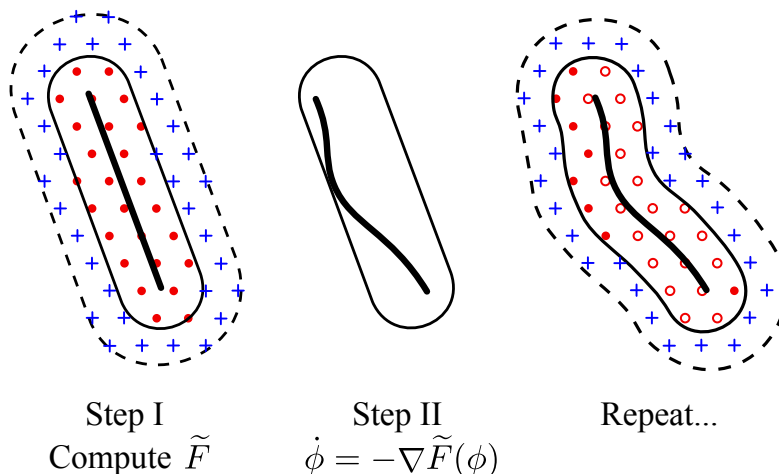 Step I
Compute $\widetilde{F}$
Step II
$\dot{\phi} = -\nabla \widetilde{F}(\phi)$
Repeat...